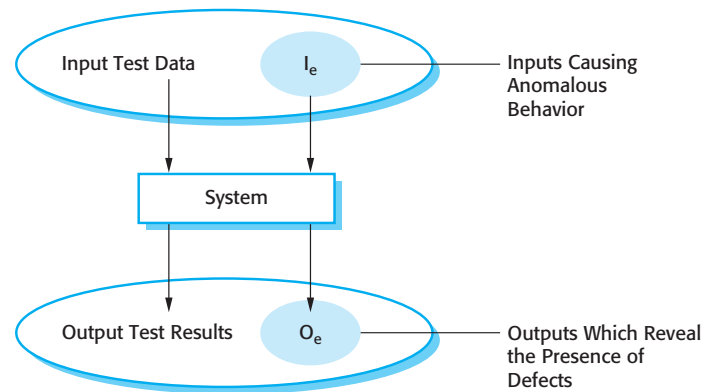 Input Test Data
Iₑ
Inputs Causing
Anomalous
Behavior
System
Output Test Results
Oₑ
Outputs Which Reveal
the Presence of
Defects